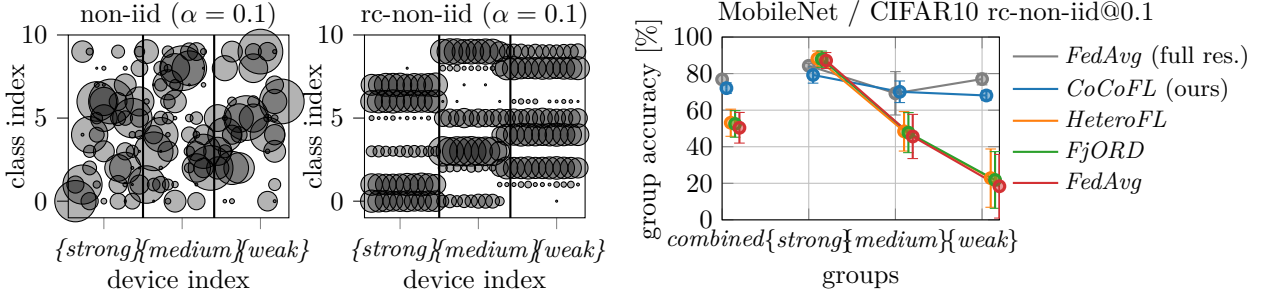 non-iid (α = 0.1)
10
5
0
class index
{strong}{medium}{weak}
device index
rc-non-iid (α = 0.1)
10
5
0
class index
{strong}{medium}{weak}
device index
MobileNet / CIFAR10 rc-non-iid@0.1
100
80
60
40
20
0
group accuracy [%]
combined{strong}{medium}{weak}
groups
FedAvg (full res.)
CoCoFL (ours)
HeteroFL
FjORD
FedAvg